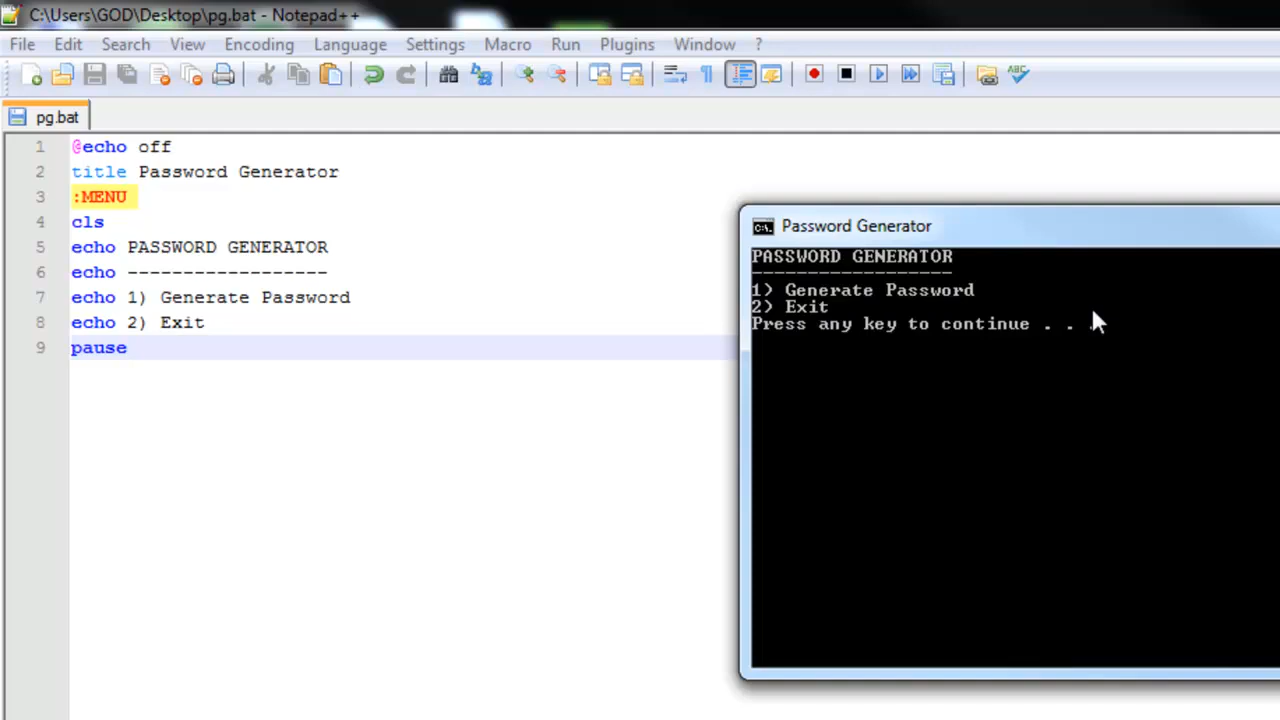 C:\Users\GOD\Desktop\pg.bat - Notepad++
File Edit Search View Encoding Language Settings Macro Run Plugins Window ?
ABC
pg.bat
1 @echo off
2 title Password Generator
3 :MENU
4 cls
5 echo PASSWORD GENERATOR
6 echo ------------------
7 echo 1) Generate Password
8 echo 2) Exit
9 pause
C:\. Password Generator
PASSWORD GENERATOR
------------------
1) Generate Password
2) Exit
Press any key to continue . . .